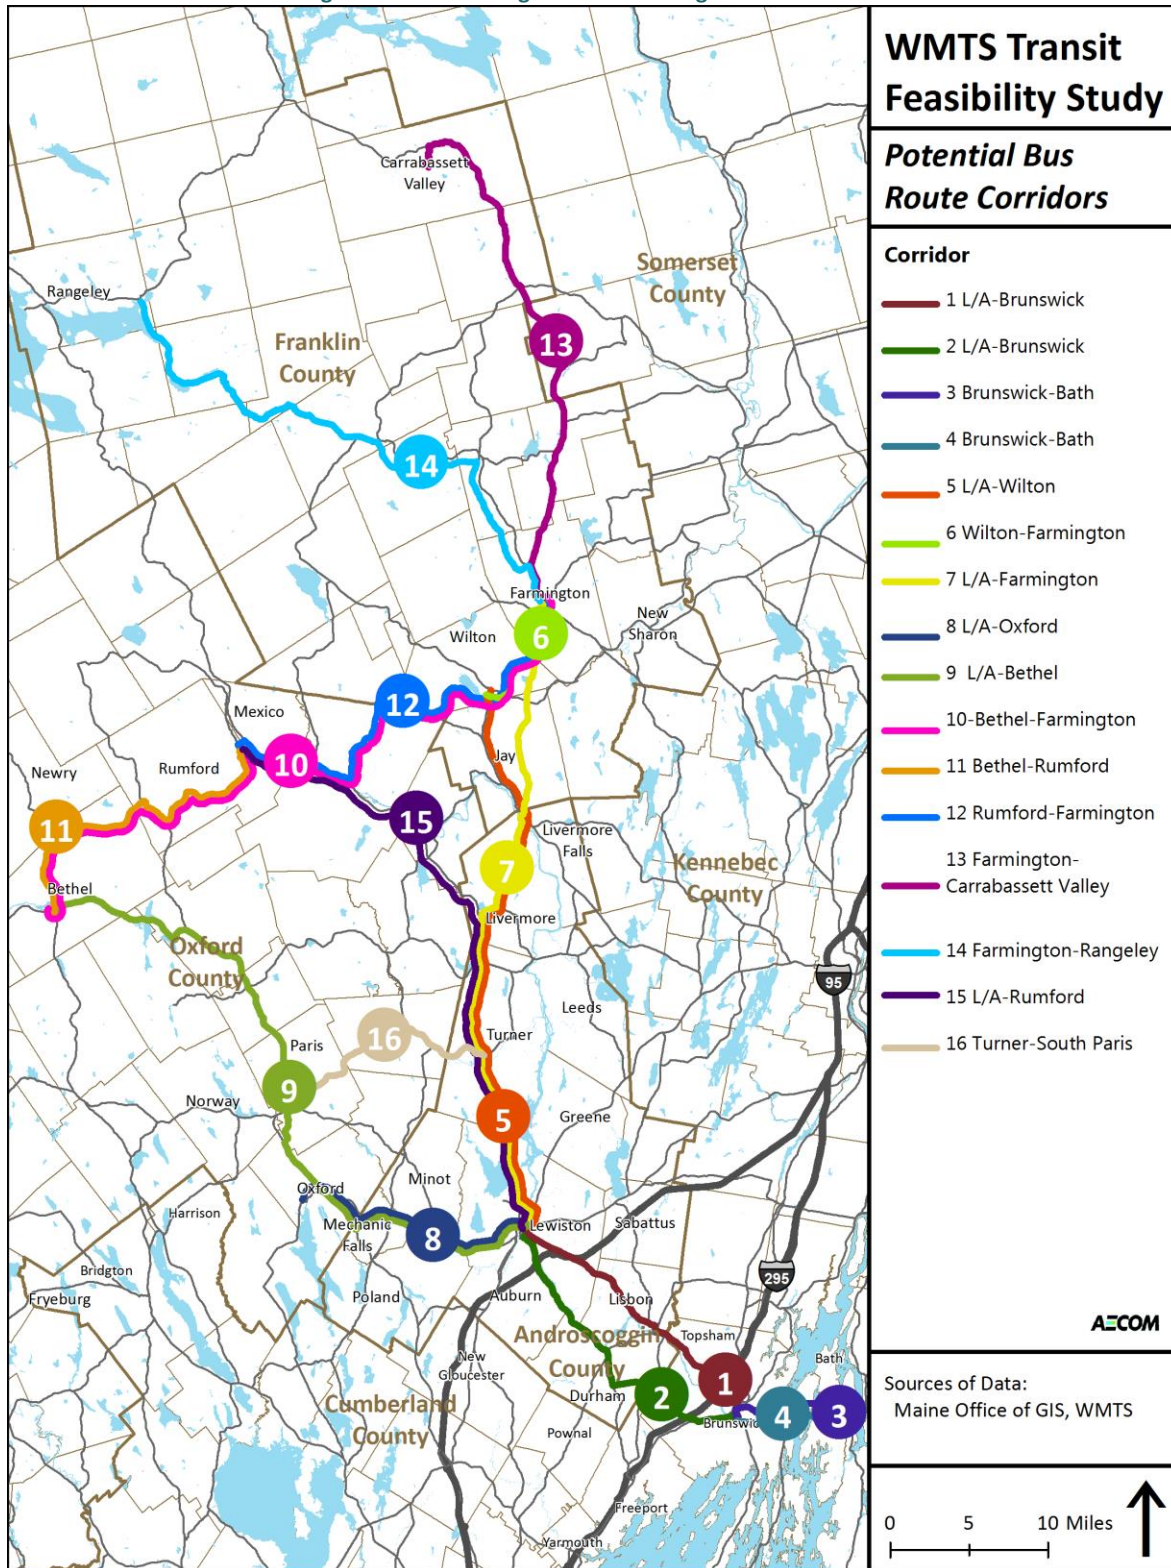 WMTS Transit
Feasibility Study
Potential Bus
Route Corridors
Corridor
1 L/A-Brunswick
2 L/A-Brunswick
3 Brunswick-Bath
4 Brunswick-Bath
5 L/A-Wilton
6 Wilton-Farmington
7 L/A-Farmington
8 L/A-Oxford
9 L/A-Bethel
10-Bethel-Farmington
11 Bethel-Rumford
12 Rumford-Farmington
13 Farmington-
Carrabassett Valley
14 Farmington-Rangeley
15 L/A-Rumford
16 Turner-South Paris
AECOM
Sources of Data:
Maine Office of GIS, WMTS
0 5 10 Miles
Carrabassett
Valley
Somerset
County
Rangeley
Franklin
County
13
14
Farmington
New
Sharon
Wilton
6
12
Mexico
Jay
10
Newry
Rumford
11
15
Livermore
Falls
7
Kennebec
County
Bethel
Livermore
Oxford
County
95
Leeds
16
Turner
Paris
9
Norway
5
Greene
Minot
Oxford
Harrison
Mechanic
Falls
8
Lewiston
Sabattus
Bridgton
Fryeburg
Poland
Auburn
Lisbon
295
Androscoggin
County
Topsham
Bath
New
Gloucester
Durham
2
1
4
3
Cumberland
County
Brunswic
Pownal
Freeport
Yarmouth